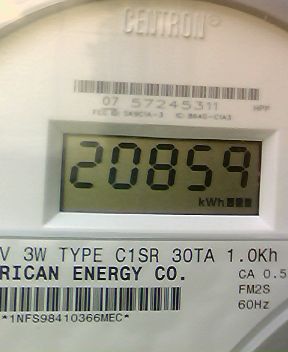 CENTRON®
07 57245311
20859
kWh
V 3W TYPE C1SR 30TA 1.0Kh
RICAN ENERGY CO.
CA 0.5
FM2S
60Hz
*1NFS98410366MEC*